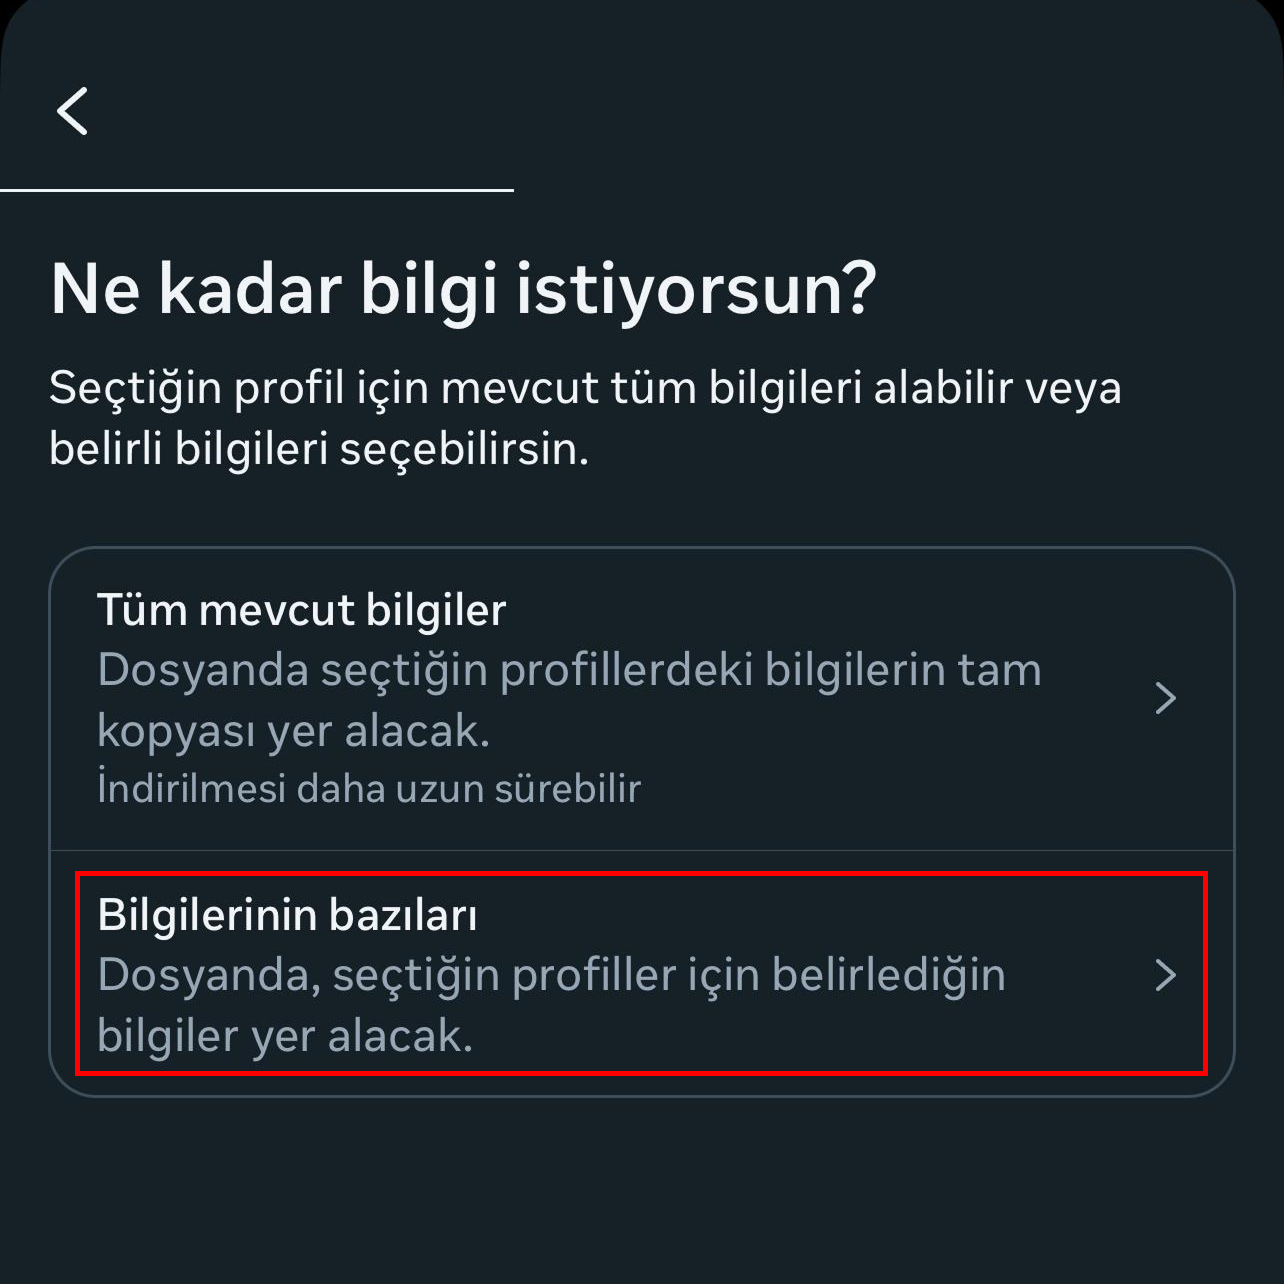 Ne kadar bilgi istiyorsun?
Seçtiğin profil için mevcut tüm bilgileri alabilir veya
belirli bilgileri seçebilirsin.
Tüm mevcut bilgiler
Dosyanda seçtiğin profillerdeki bilgilerin tam
kopyası yer alacak.
İndirilmesi daha uzun sürebilir
Bilgilerinin bazıları
Dosyanda, seçtiğin profiller için belirlediğin
bilgiler yer alacak.